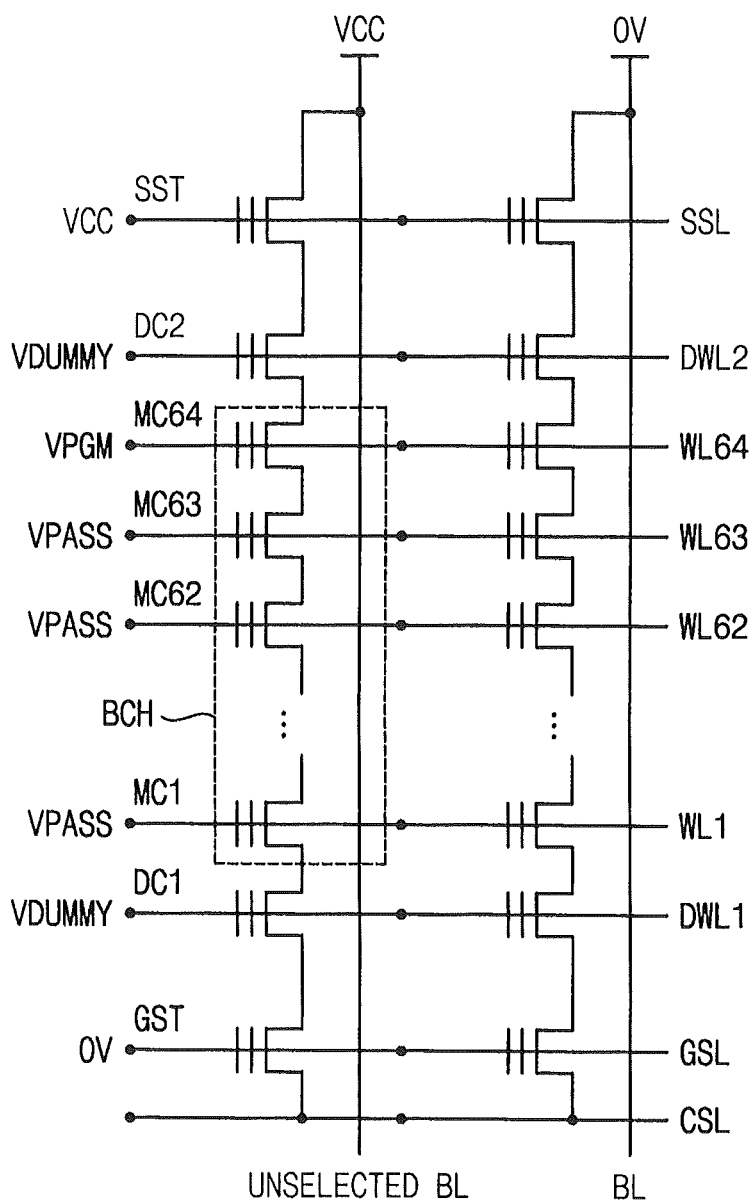 VCC 0V
SST
VCC SSL
DC2
VDUMMY DWL2
MC64
VPGM WL64
MC63
VPASS WL63
MC62
VPASS WL62
BCH ... ...
MC1
VPASS WL1
DC1
VDUMMY DWL1
GST
0V GSL
CSL
UNSELECTED BL BL